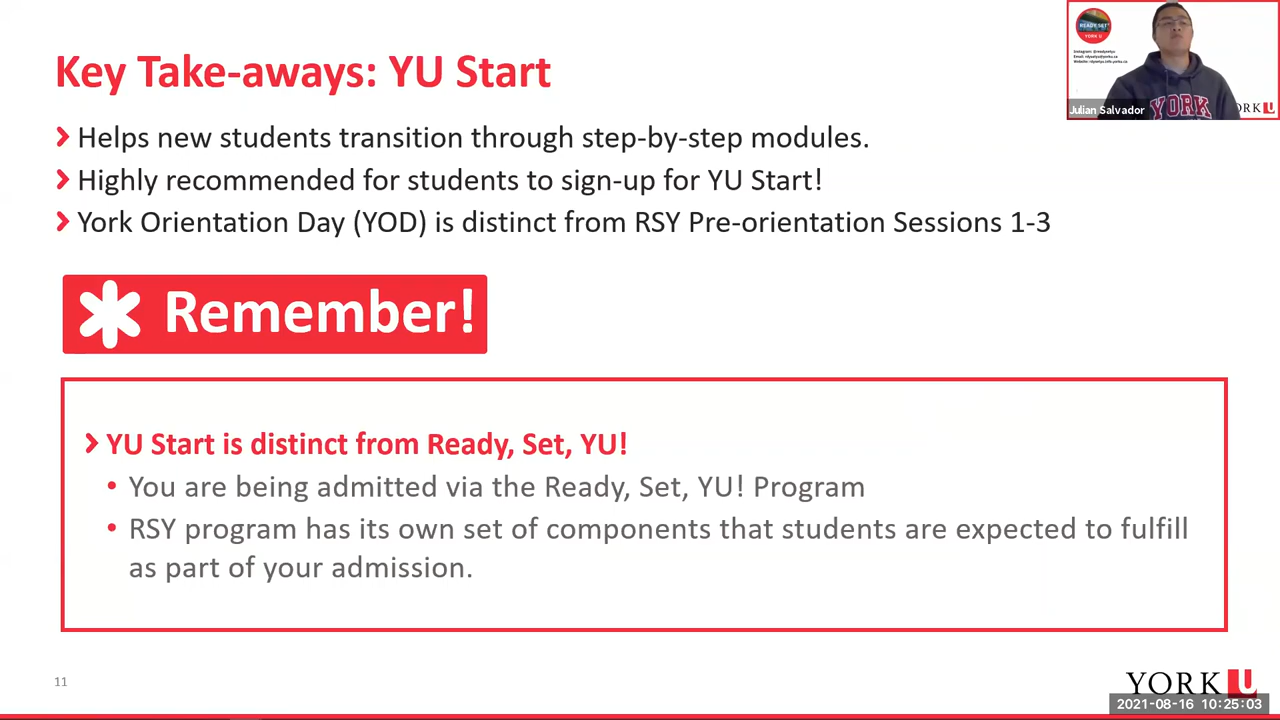 Key Take-aways: YU Start
Helps new students transition through step-by-step modules.
Highly recommended for students to sign-up for YU Start!
York Orientation Day (YOD) is distinct from RSY Pre-orientation Sessions 1-3
Remember!
YU Start is distinct from Ready, Set, YU!
You are being admitted via the Ready, Set, YU! Program
RSY program has its own set of components that students are expected to fulfill
as part of your admission.
11
YORK U
2021-08-16 10:25:03
READY SET
YORK U
Julian Salvador
YORK
ORK U